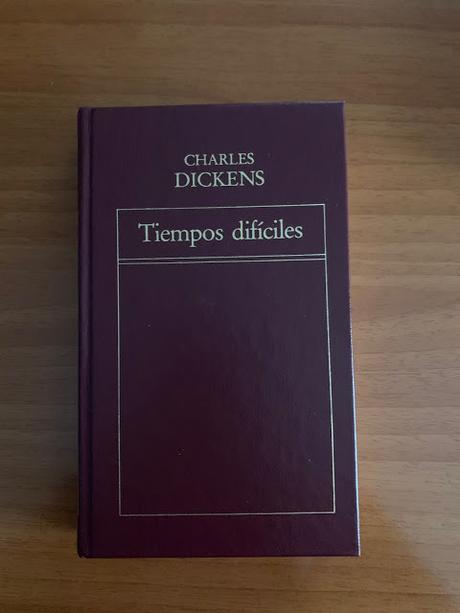 CHARLES
DICKENS
Tiempos difíciles